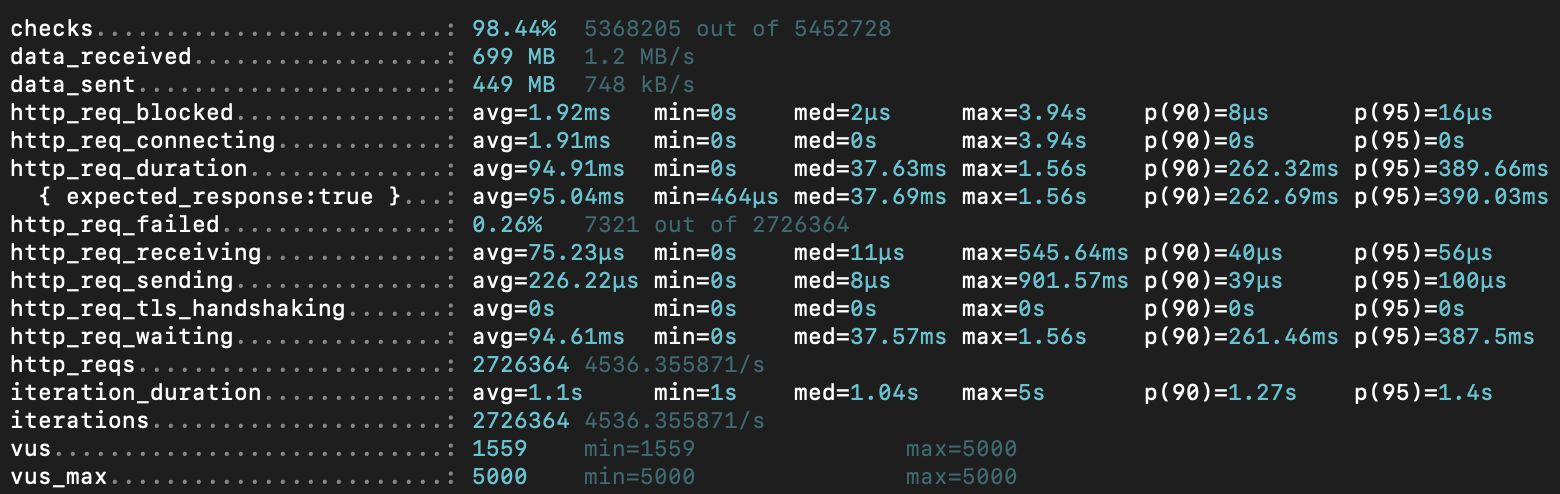 checks.........................: 98.44% 5368205 out of 5452728
data_received..................: 699 MB 1.2 MB/s
data_sent......................: 449 MB 748 kB/s
http_req_blocked...............: avg=1.92ms min=0s med=2µs max=3.94s p(90)=8µs p(95)=16µs
http_req_connecting............: avg=1.91ms min=0s med=0s max=3.94s p(90)=0s p(95)=0s
http_req_duration..............: avg=94.91ms min=0s med=37.63ms max=1.56s p(90)=262.32ms p(95)=389.66ms
{ expected_response:true }...: avg=95.04ms min=464µs med=37.69ms max=1.56s p(90)=262.69ms p(95)=390.03ms
http_req_failed................: 0.26% 7321 out of 2726364
http_req_receiving.............: avg=75.23µs min=0s med=11µs max=545.64ms p(90)=40µs p(95)=56µs
http_req_sending...............: avg=226.22µs min=0s med=8µs max=901.57ms p(90)=39µs p(95)=100µs
http_req_tls_handshaking.......: avg=0s min=0s med=0s max=0s p(90)=0s p(95)=0s
http_req_waiting...............: avg=94.61ms min=0s med=37.57ms max=1.56s p(90)=261.46ms p(95)=387.5ms
http_reqs......................: 2726364 4536.355871/s
iteration_duration.............: avg=1.1s min=1s med=1.04s max=5s p(90)=1.27s p(95)=1.4s
iterations.....................: 2726364 4536.355871/s
vus............................: 1559 min=1559 max=5000
vus_max........................: 5000 min=5000 max=5000